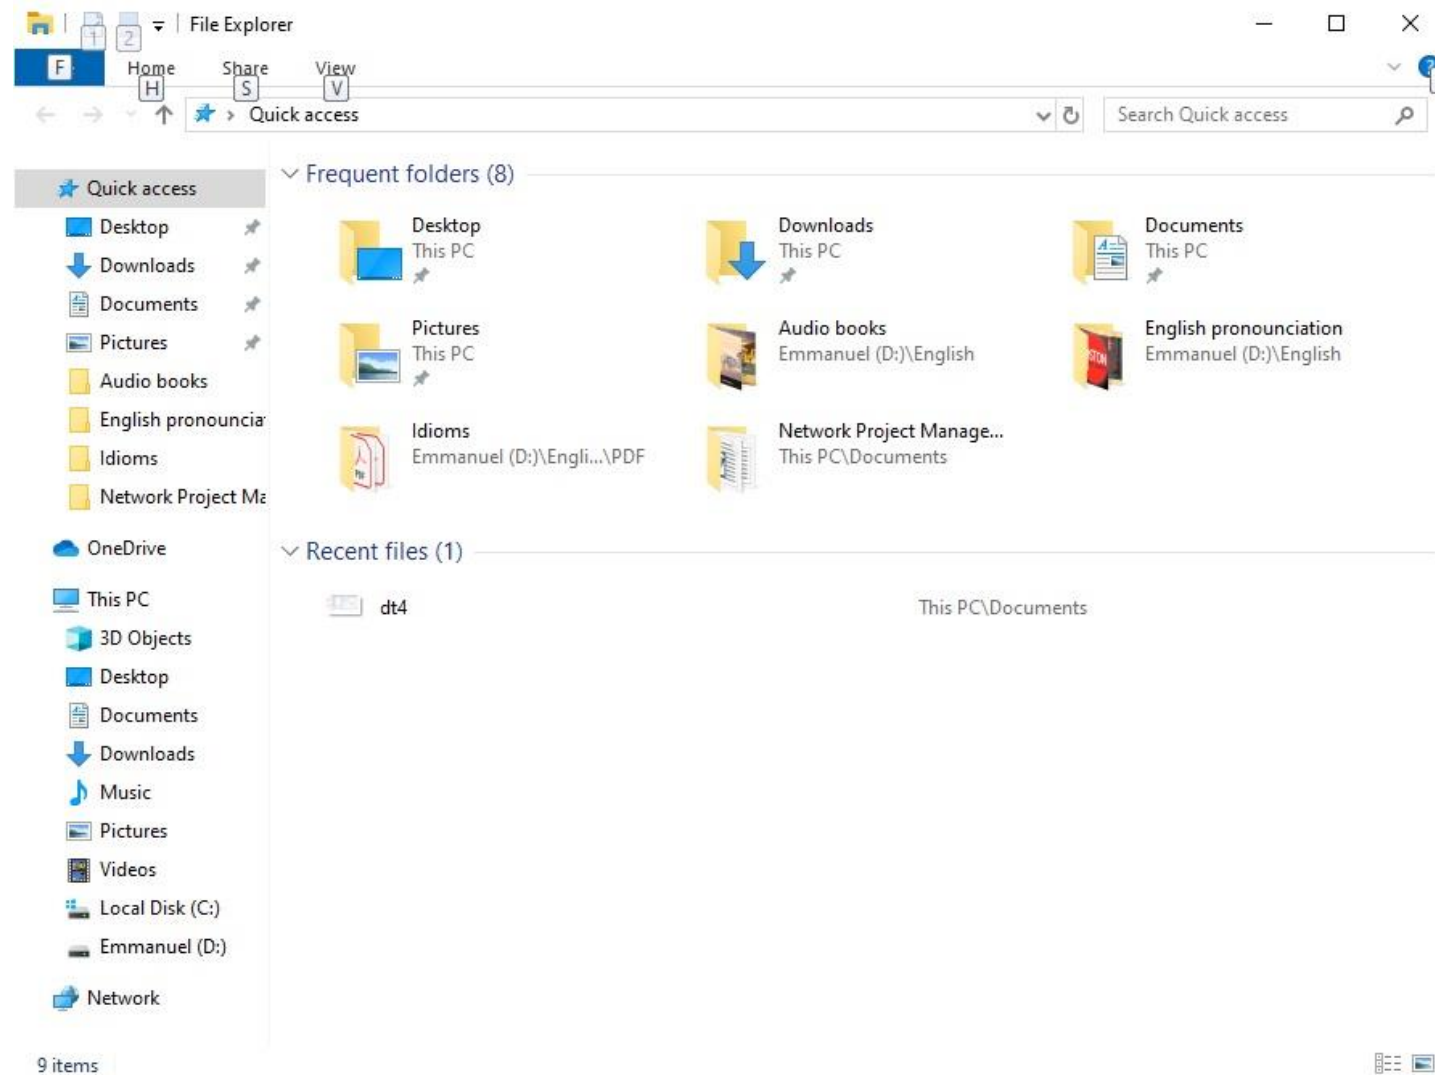 File Explorer
1 2
F Home Share View
H S V
Quick access
Search Quick access
Quick access
Desktop
Downloads
Documents
Pictures
Audio books
English pronounciat
Idioms
Network Project Ma
OneDrive
This PC
3D Objects
Desktop
Documents
Downloads
Music
Pictures
Videos
Local Disk (C:)
Emmanuel (D:)
Network
Frequent folders (8)
Desktop
This PC
Downloads
This PC
Documents
This PC
Pictures
This PC
Audio books
Emmanuel (D:)\English
English pronounciation
Emmanuel (D:)\English
Idioms
Emmanuel (D:)\Engli...\PDF
Network Project Manage...
This PC\Documents
Recent files (1)
dt4
This PC\Documents
9 items